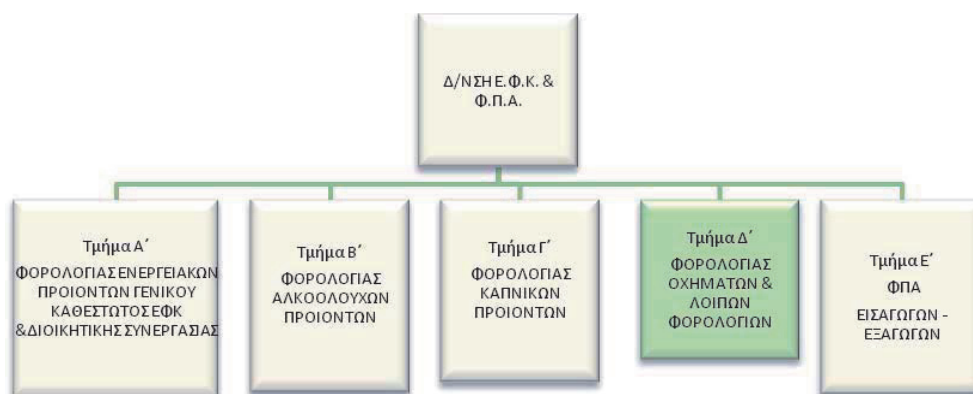 Δ/ΝΣΗ Ε.Φ.Κ. &
Φ.Π.Α.
Τμήμα Α΄
ΦΟΡΟΛΟΓΙΑΣ ΕΝΕΡΓΕΙΑΚΩΝ
ΠΡΟΙΟΝΤΩΝ ΓΕΝΙΚΟΥ
ΚΑΘΕΣΤΩΤΟΣ ΕΦΚ
& ΔΙΟΙΚΗΤΙΚΗΣ ΣΥΝΕΡΓΑΣΙΑΣ
Τμήμα Β΄
ΦΟΡΟΛΟΓΙΑΣ
ΑΛΚΟΟΛΟΥΧΩΝ
ΠΡΟΙΟΝΤΩΝ
Τμήμα Γ΄
ΦΟΡΟΛΟΓΙΑΣ
ΚΑΠΝΙΚΩΝ
ΠΡΟΙΟΝΤΩΝ
Τμήμα Δ΄
ΦΟΡΟΛΟΓΙΑΣ
ΟΧΗΜΑΤΩΝ &
ΛΟΙΠΩΝ
ΦΟΡΟΛΟΓΙΩΝ
Τμήμα Ε΄
ΦΠΑ
ΕΙΣΑΓΩΓΩΝ -
ΕΞΑΓΩΓΩΝ